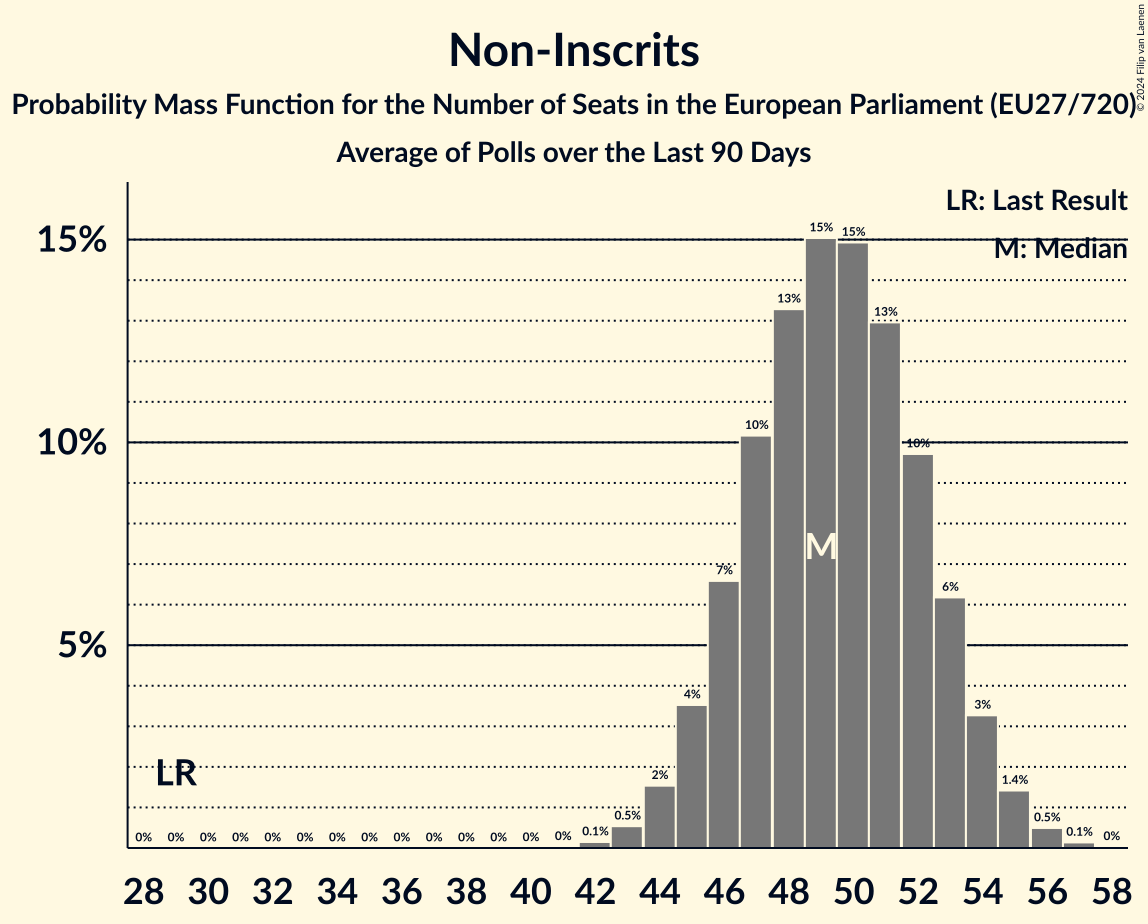 Non-Inscrits
Probability Mass Function for the Number of Seats in the European Parliament (EU27/720)
Average of Polls over the Last 90 Days
© 2024 Filip van Laenen
LR: Last Result
M: Median
15%
10%
5%
0% 0% 0% 0% 0% 0% 0% 0% 0% 0% 0% 0% 0% 0% 0.1% 0.5% 2% 4% 7% 10% 13% 15% 15% 13% 10% 6% 3% 1.4% 0.5% 0.1% 0%
M
LR
28 30 32 34 36 38 40 42 44 46 48 50 52 54 56 58